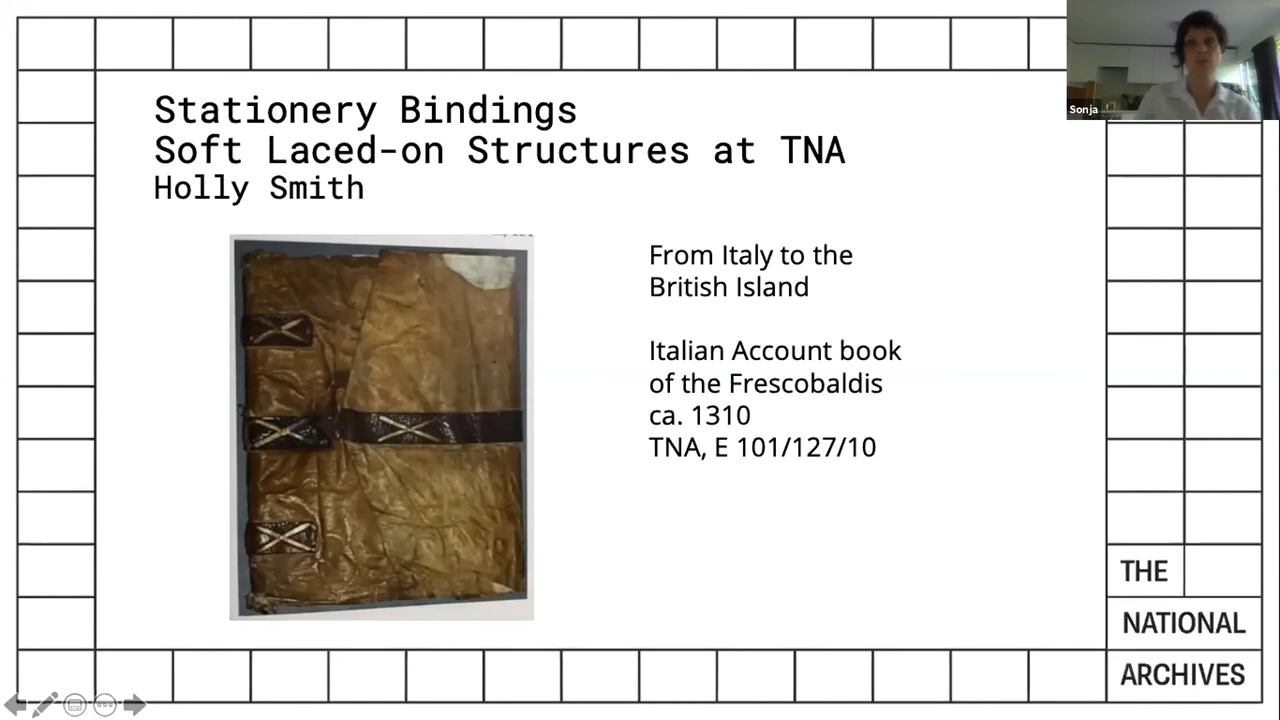 Stationery Bindings
Soft Laced-on Structures at TNA
Holly Smith
From Italy to the
British Island
Italian Account book
of the Frescobaldis
ca. 1310
TNA, E 101/127/10
Sonja
THE
NATIONAL
ARCHIVES